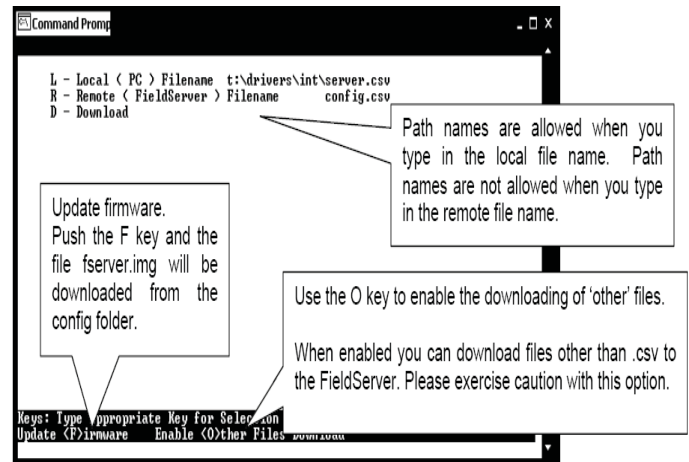 Command Promp
L - Local ( PC ) Filename t:\drivers\int\server.csv
R - Remote ( FieldServer ) Filename config.csv
D - Download
Path names are allowed when you
type in the local file name. Path
names are not allowed when you type
in the remote file name.
Update firmware.
Push the F key and the
file fserver.img will be
downloaded from the
config folder.
Use the O key to enable the downloading of ‘other’ files.
When enabled you can download files other than .csv to
the FieldServer. Please exercise caution with this option.
Keys: Type Appropriate Key for Selection
Update <F>irmware Enable <O>ther Files Download